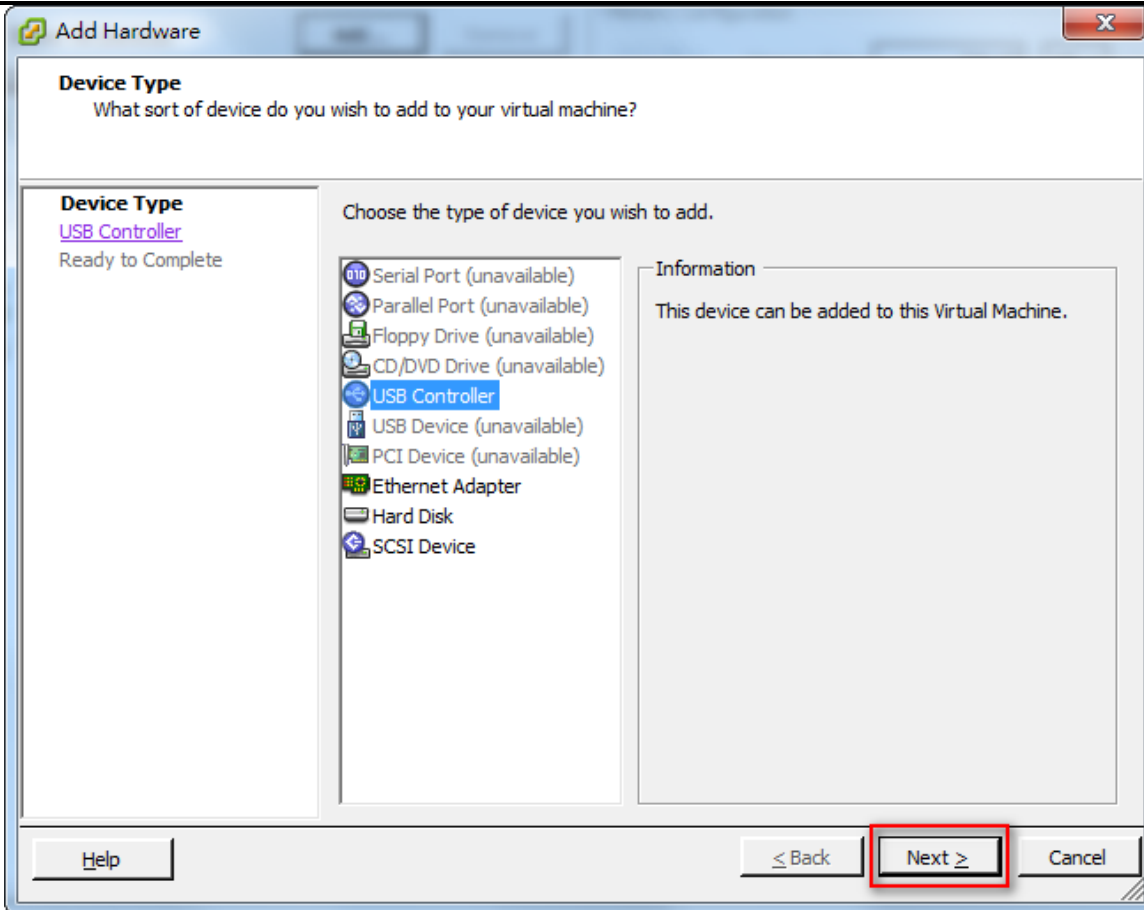 Add Hardware
Device Type
What sort of device do you wish to add to your virtual machine?
Device Type
USB Controller
Ready to Complete
Choose the type of device you wish to add.
Serial Port (unavailable)
Parallel Port (unavailable)
Floppy Drive (unavailable)
CD/DVD Drive (unavailable)
USB Controller
USB Device (unavailable)
PCI Device (unavailable)
Ethernet Adapter
Hard Disk
SCSI Device
Information
This device can be added to this Virtual Machine.
Help
< Back
Next >
Cancel